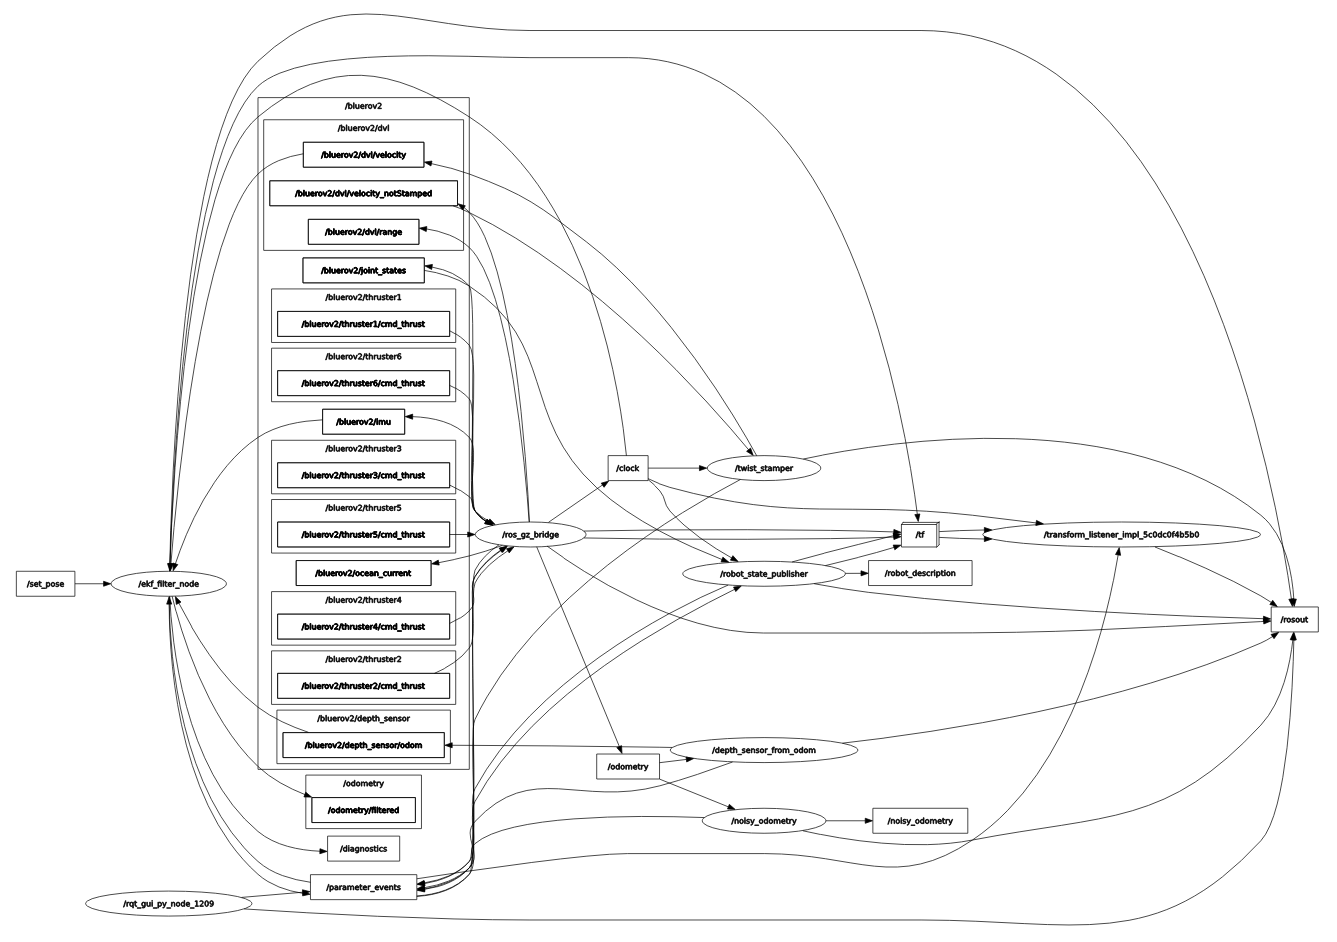 /bluerov2
/bluerov2/dvl
/bluerov2/dvl/velocity
/bluerov2/dvl/velocity_notStamped
/bluerov2/dvl/range
/bluerov2/joint_states
/bluerov2/thruster1
/bluerov2/thruster1/cmd_thrust
/bluerov2/thruster6
/bluerov2/thruster6/cmd_thrust
/bluerov2/imu
/bluerov2/thruster3
/bluerov2/thruster3/cmd_thrust
/bluerov2/thruster5
/bluerov2/thruster5/cmd_thrust
/bluerov2/ocean_current
/bluerov2/thruster4
/bluerov2/thruster4/cmd_thrust
/bluerov2/thruster2
/bluerov2/thruster2/cmd_thrust
/bluerov2/depth_sensor
/bluerov2/depth_sensor/odom
/odometry
/odometry/filtered
/diagnostics
/parameter_events
/set_pose
/ekf_filter_node
/rqt_gui_py_node_1209
/ros_gz_bridge
/clock
/twist_stamper
/tf
/transform_listener_impl_5c0dc0f4b5b0
/robot_state_publisher
/robot_description
/rosout
/odometry
/depth_sensor_from_odom
/noisy_odometry
/noisy_odometry